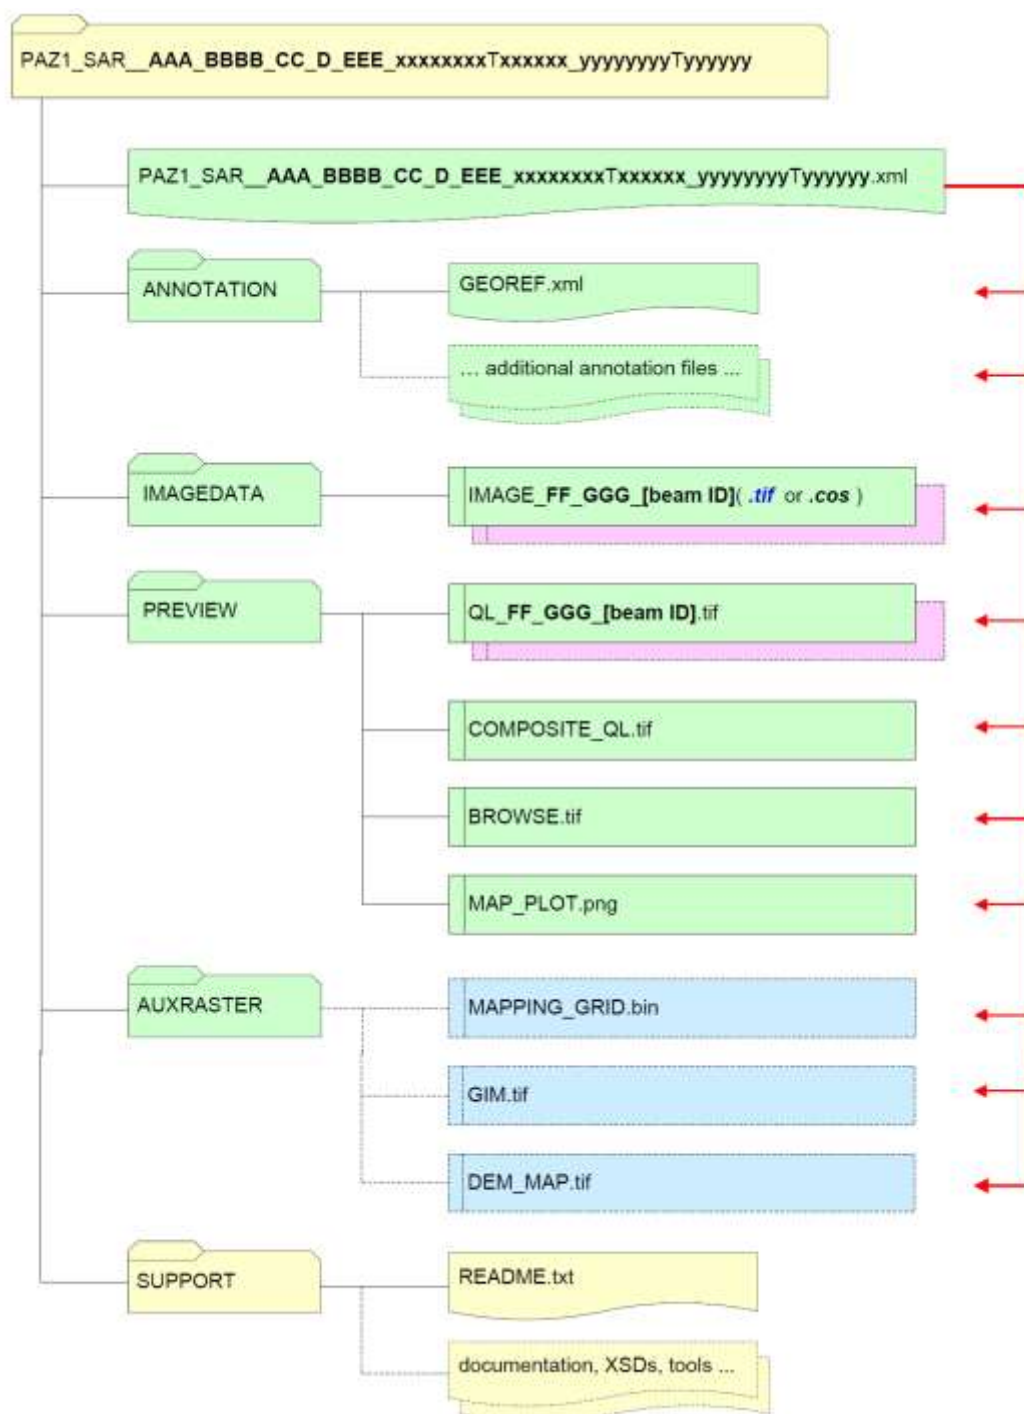 PAZ1_SAR__AAA_BBBB_CC_D_EEE_xxxxxxxxTxxxxxx_yyyyyyyyTyyyyyy
PAZ1_SAR__AAA_BBBB_CC_D_EEE_xxxxxxxxTxxxxxx_yyyyyyyyTyyyyyy.xml
ANNOTATION
GEOREF.xml
... additional annotation files ...
IMAGEDATA
IMAGE_FF_GGG_[beam ID]( .tif or .cos )
PREVIEW
QL_FF_GGG_[beam ID].tif
COMPOSITE_QL.tif
BROWSE.tif
MAP_PLOT.png
AUXRASTER
MAPPING_GRID.bin
GIM.tif
DEM_MAP.tif
SUPPORT
README.txt
documentation, XSDs, tools ...